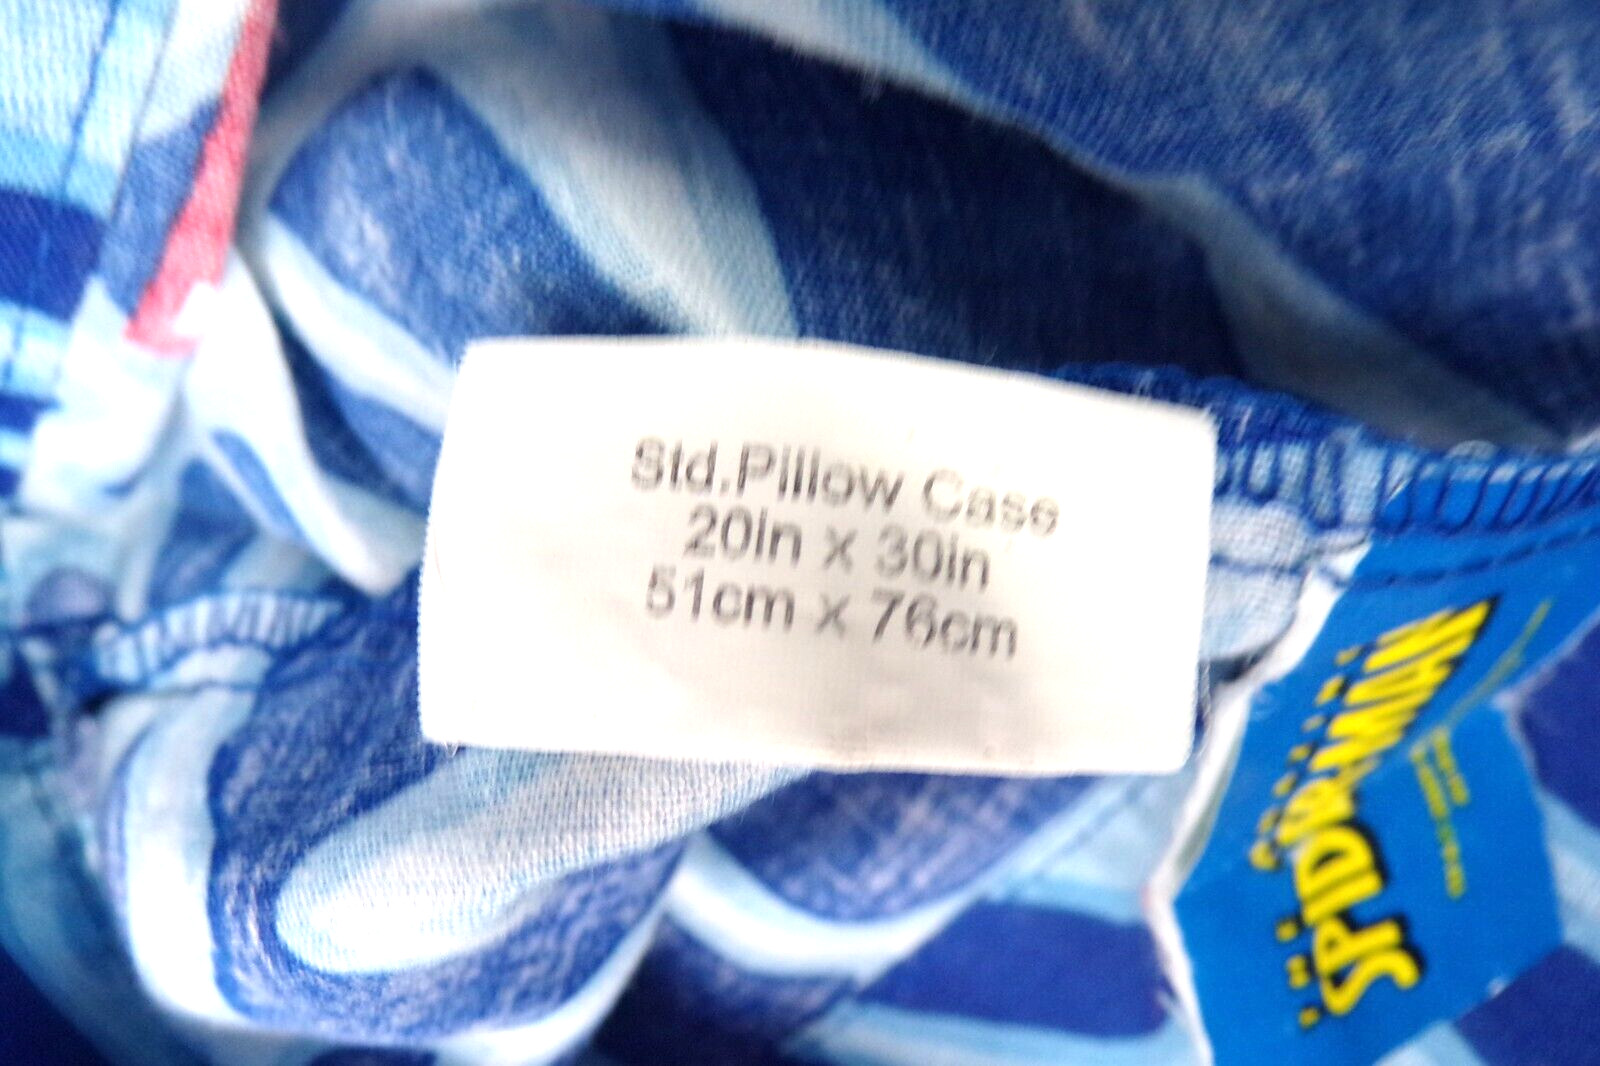 Std.Pillow Case
20in x 30in
51cm x 76cm
SPIDER-MAN